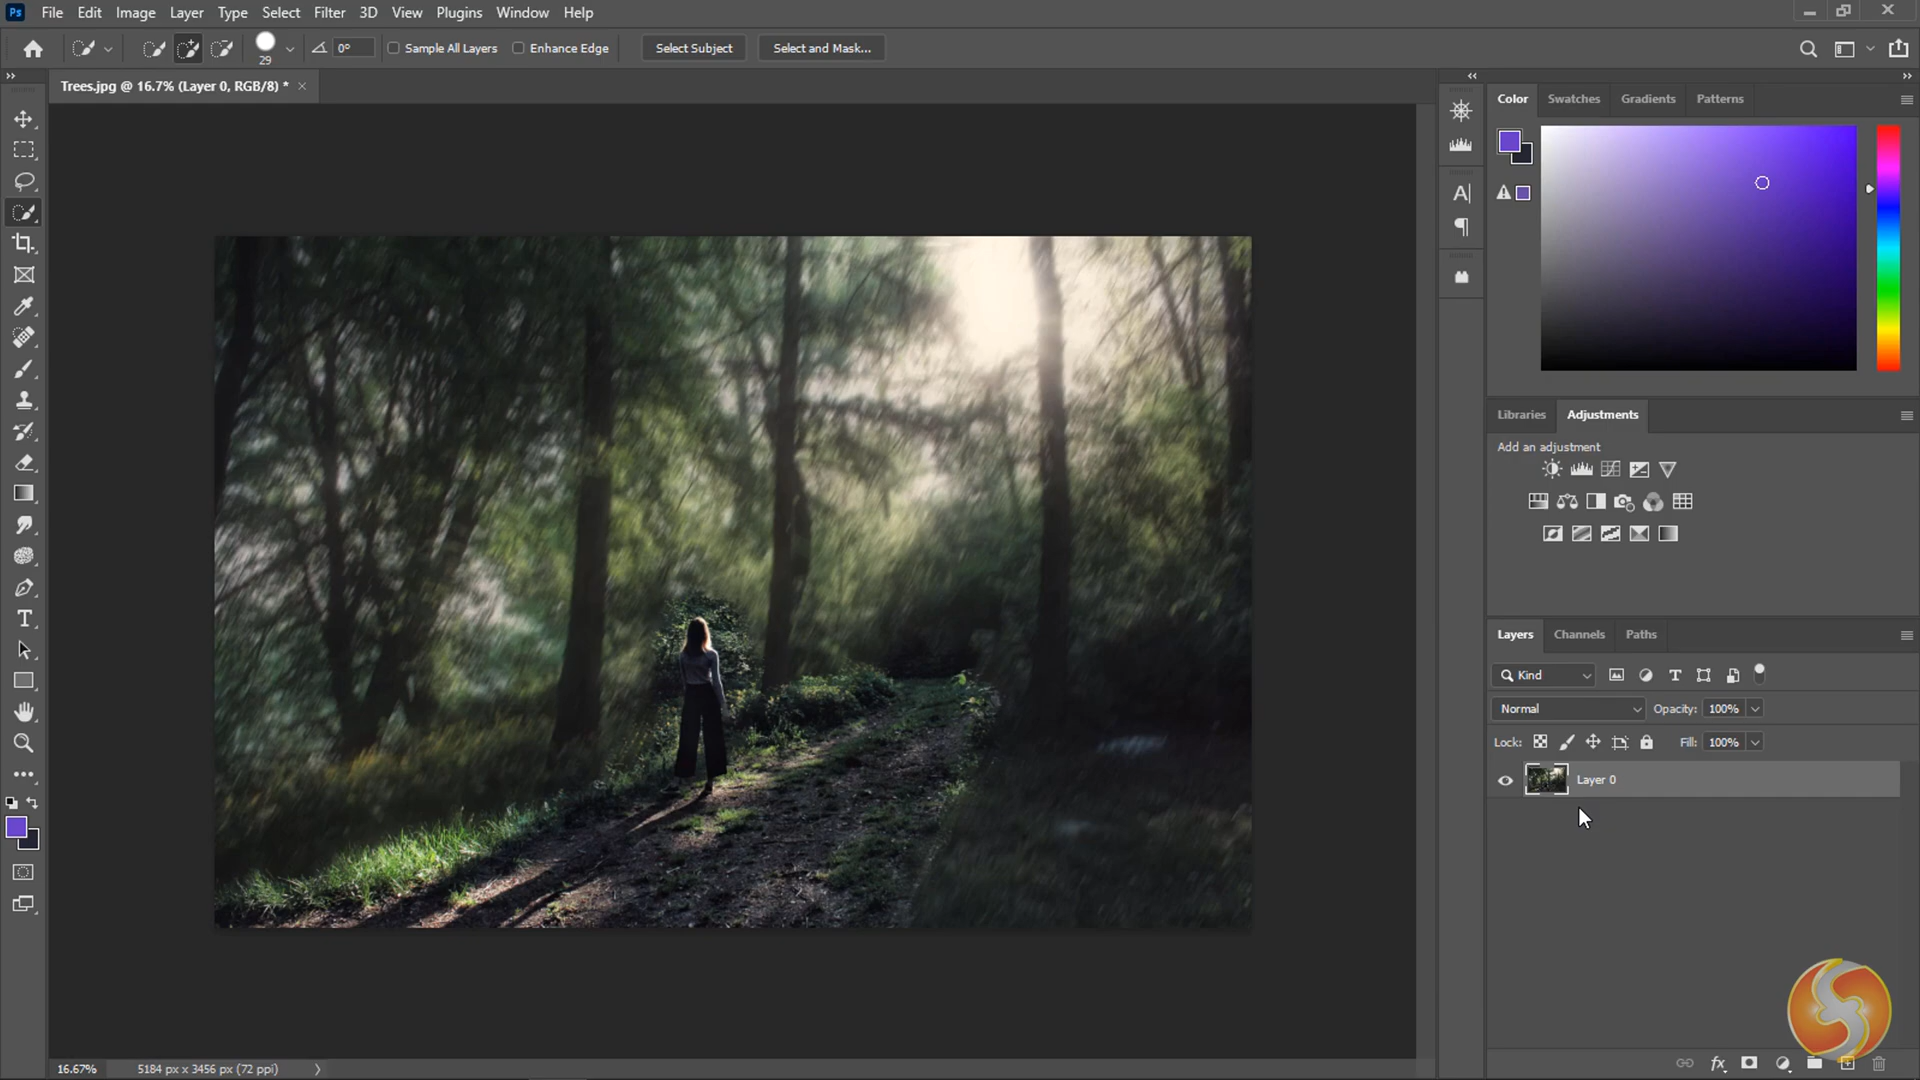 Ps File Edit Image Layer Type Select Filter 3D View Plugins Window Help
29 0° Sample All Layers Enhance Edge Select Subject Select and Mask...
Trees.jpg @ 16.7% (Layer 0, RGB/8) *
Color Swatches Gradients Patterns
Libraries Adjustments
Add an adjustment
Layers Channels Paths
Kind
Normal Opacity: 100%
Lock: Fill: 100%
Layer 0
16.67% 5184 px x 3456 px (72 ppi)
fx